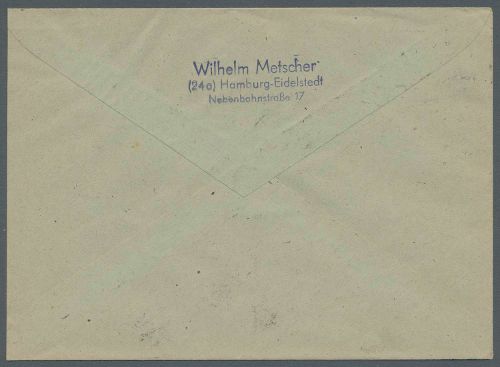 Wilhelm Metscher
(24a) Hamburg-Eidelstedt
Nebenbahnstraße 17